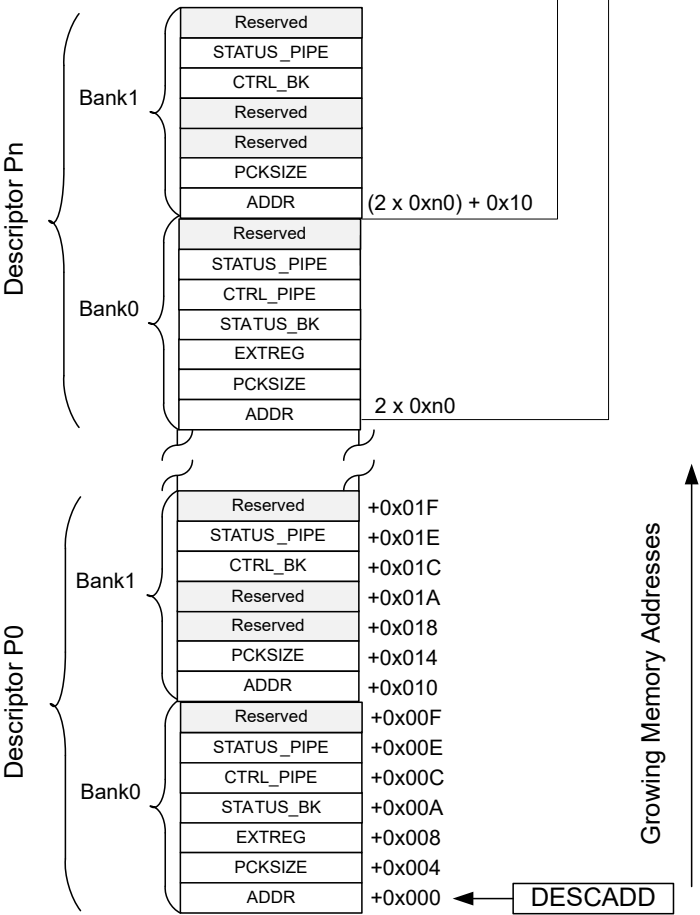 Descriptor Pn
Bank1
Reserved
STATUS_PIPE
CTRL_BK
Reserved
Reserved
PCKSIZE
ADDR (2 x 0xn0) + 0x10
Bank0
Reserved
STATUS_PIPE
CTRL_PIPE
STATUS_BK
EXTREG
PCKSIZE
ADDR 2 x 0xn0
Descriptor P0
Bank1
Reserved +0x01F
STATUS_PIPE +0x01E
CTRL_BK +0x01C
Reserved +0x01A
Reserved +0x018
PCKSIZE +0x014
ADDR +0x010
Bank0
Reserved +0x00F
STATUS_PIPE +0x00E
CTRL_PIPE +0x00C
STATUS_BK +0x00A
EXTREG +0x008
PCKSIZE +0x004
ADDR +0x000 DESCADD
Growing Memory Addresses